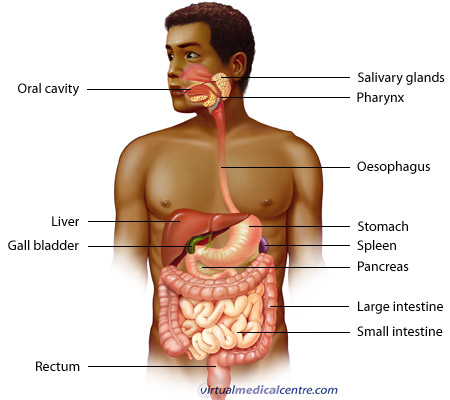 Oral cavity
Salivary glands
Pharynx
Oesophagus
Liver
Gall bladder
Stomach
Spleen
Pancreas
Large intestine
Small intestine
Rectum
virtualmedicalcentre.com